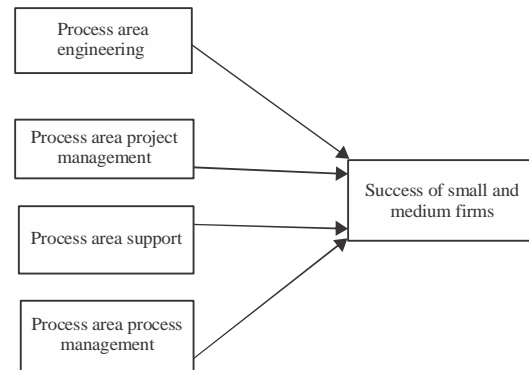 Process area
engineering
Process area project
management
Process area support
Process area process
management
Success of small and
medium firms